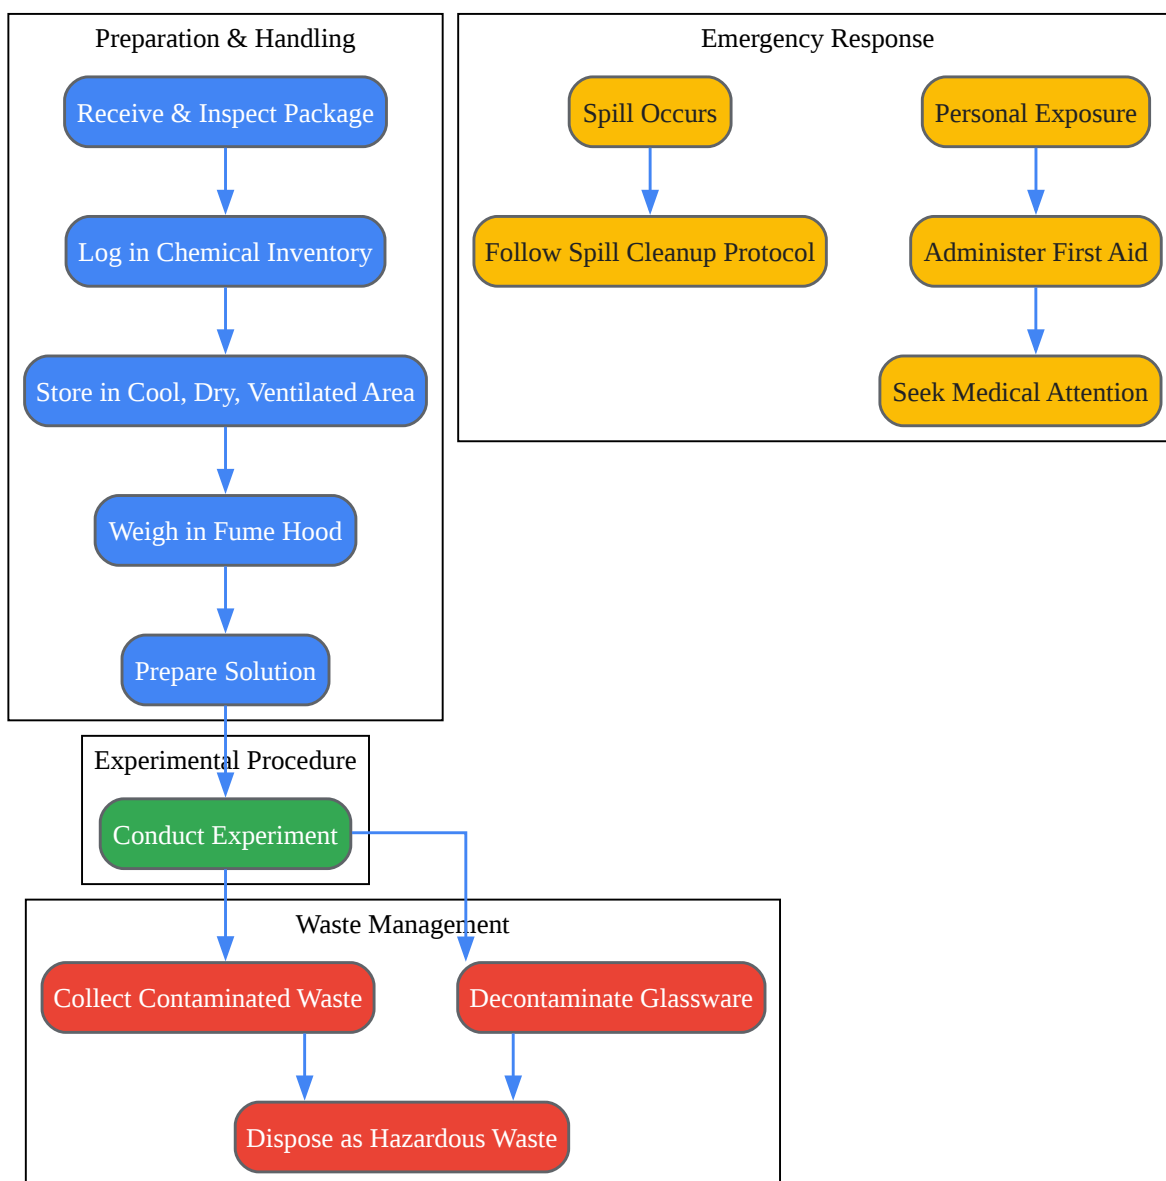 Preparation & Handling
Receive & Inspect Package
Log in Chemical Inventory
Store in Cool, Dry, Ventilated Area
Weigh in Fume Hood
Prepare Solution
Emergency Response
Spill Occurs
Follow Spill Cleanup Protocol
Personal Exposure
Administer First Aid
Seek Medical Attention
Experimental Procedure
Conduct Experiment
Waste Management
Collect Contaminated Waste
Decontaminate Glassware
Dispose as Hazardous Waste